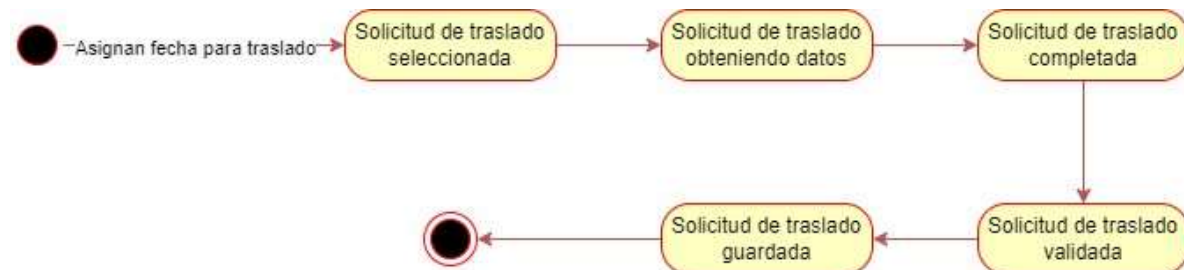 Asignan fecha para traslado
Solicitud de traslado
seleccionada
Solicitud de traslado
obteniendo datos
Solicitud de traslado
completada
Solicitud de traslado
guardada
Solicitud de traslado
validada